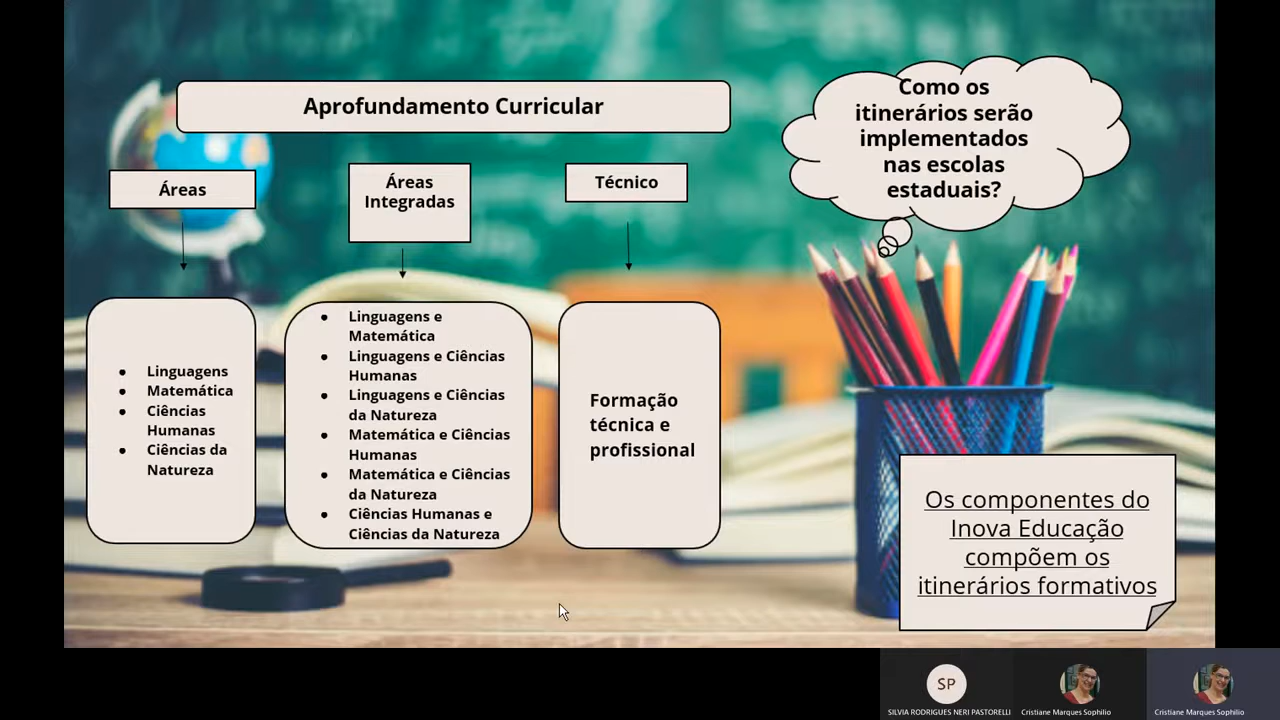 Aprofundamento Curricular
Como os
itinerários serão
implementados
nas escolas
estaduais?
Áreas
Áreas
Integradas
Técnico
● Linguagens
● Matemática
● Ciências
Humanas
● Ciências da
Natureza
● Linguagens e
Matemática
● Linguagens e Ciências
Humanas
● Linguagens e Ciências
da Natureza
● Matemática e Ciências
Humanas
● Matemática e Ciências
da Natureza
● Ciências Humanas e
Ciências da Natureza
Formação
técnica e
profissional
Os componentes do
Inova Educação
compõem os
itinerários formativos
SP
SILVIA RODRIGUES NERI PASTORELLI
Cristiane Marques Sophilio
Cristiane Marques Sophilio